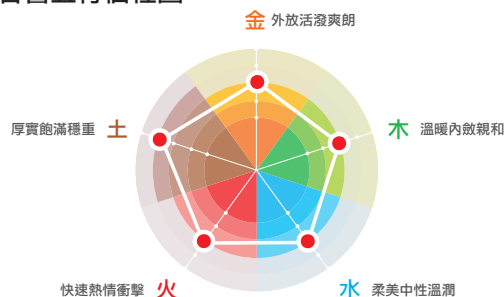 金 外放活潑爽朗
厚實飽滿穩重 土
木 溫暖內斂親和
快速熱情衝擊 火
水 柔美中性溫潤